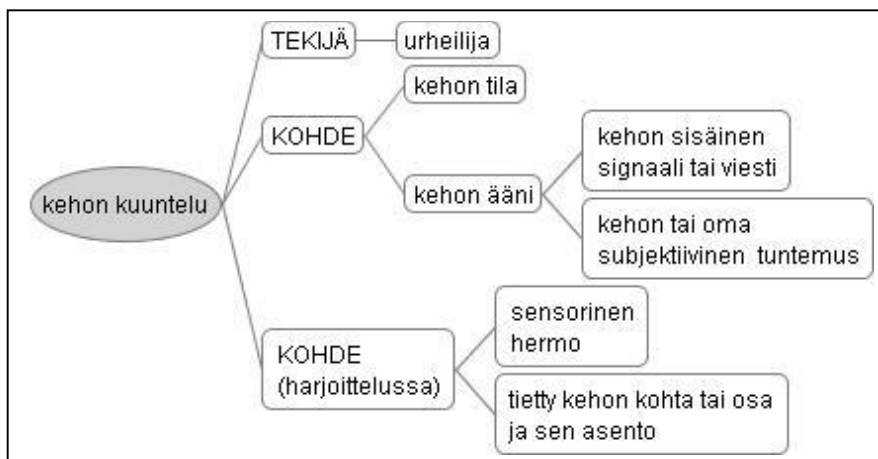 TEKIJÄ
urheilija
kehon tila
KOHDE
kehon sisäinen
signaali tai viesti
kehon ääni
kehon kuuntelu
kehon tai oma
subjektiivinen tuntemus
sensorinen
hermo
KOHDE
(harjoittelussa)
tietty kehon kohta tai osa
ja sen asento